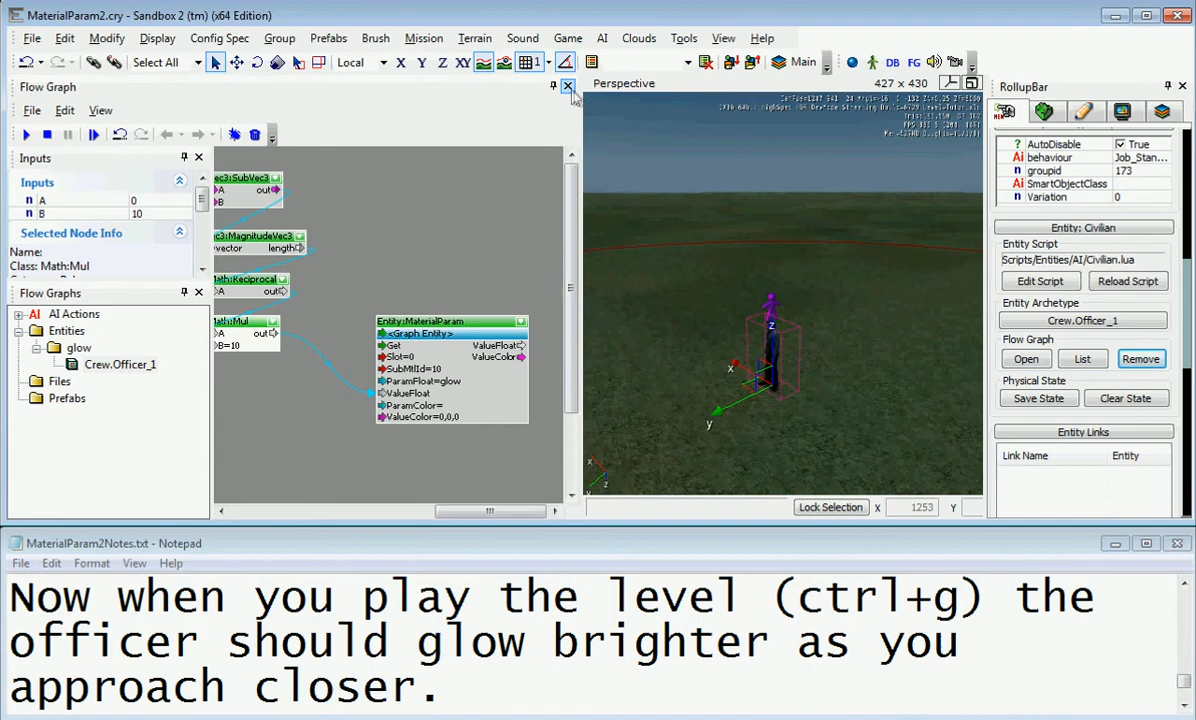 MaterialParam2.cry - Sandbox 2 (tm) (x64 Edition)
File Edit Modify Display Config Spec Group Prefabs Brush Mission Terrain Sound Game AI Clouds Tools View Help
Select All Local X Y Z XY 1 Main DB FG
Flow Graph
File Edit View
Inputs
Inputs
A 0
B 10
Selected Node Info
Name:
Class: Math:Mul
Flow Graphs
AI Actions
Entities
glow
Crew.Officer_1
Files
Prefabs
ec3:SubVec3
A out
B
ec3:MagnitudeVec3
vector length
Math:Reciprocal
A out
Math:Mul
A out
B=10
Entity:MaterialParam
<Graph Entity>
Get ValueFloat
Slot=0 ValueColor
SubMtlId=10
ParamFloat=glow
ValueFloat
ParamColor=
ValueColor=0,0,0
Perspective 427 x 430
z
x
y
x
z
Lock Selection X 1253 Y
RollupBar
AutoDisable True
behaviour Job_Stan...
groupid 173
SmartObjectClass
Variation 0
Entity: Civilian
Entity Script
Scripts/Entities/AI/Civilian.lua
Edit Script Reload Script
Entity Archetype
Crew.Officer_1
Flow Graph
Open List Remove
Physical State
Save State Clear State
Entity Links
Link Name Entity
MaterialParam2Notes.txt - Notepad
File Edit Format View Help
Now when you play the level (ctrl+g) the
officer should glow brighter as you
approach closer.